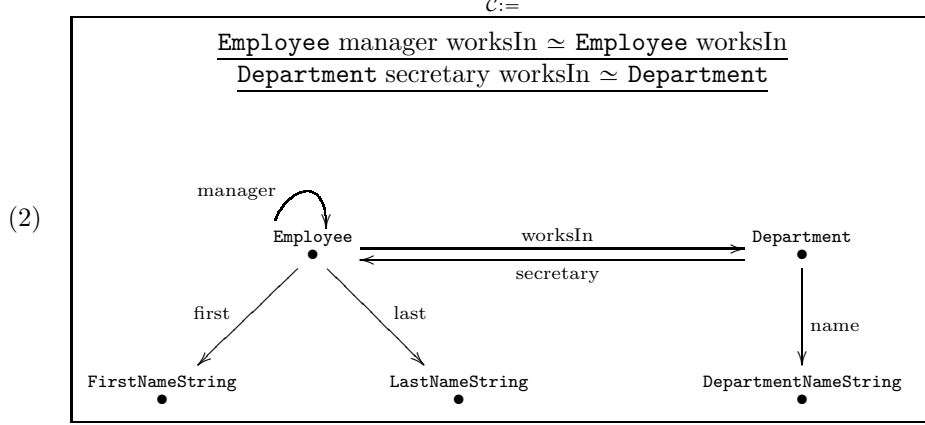 C:=
Employee manager worksIn ≃ Employee worksIn
Department secretary worksIn ≃ Department
(2)
manager
Employee
worksIn
Department
secretary
first
last
name
FirstNameString
LastNameString
DepartmentNameString